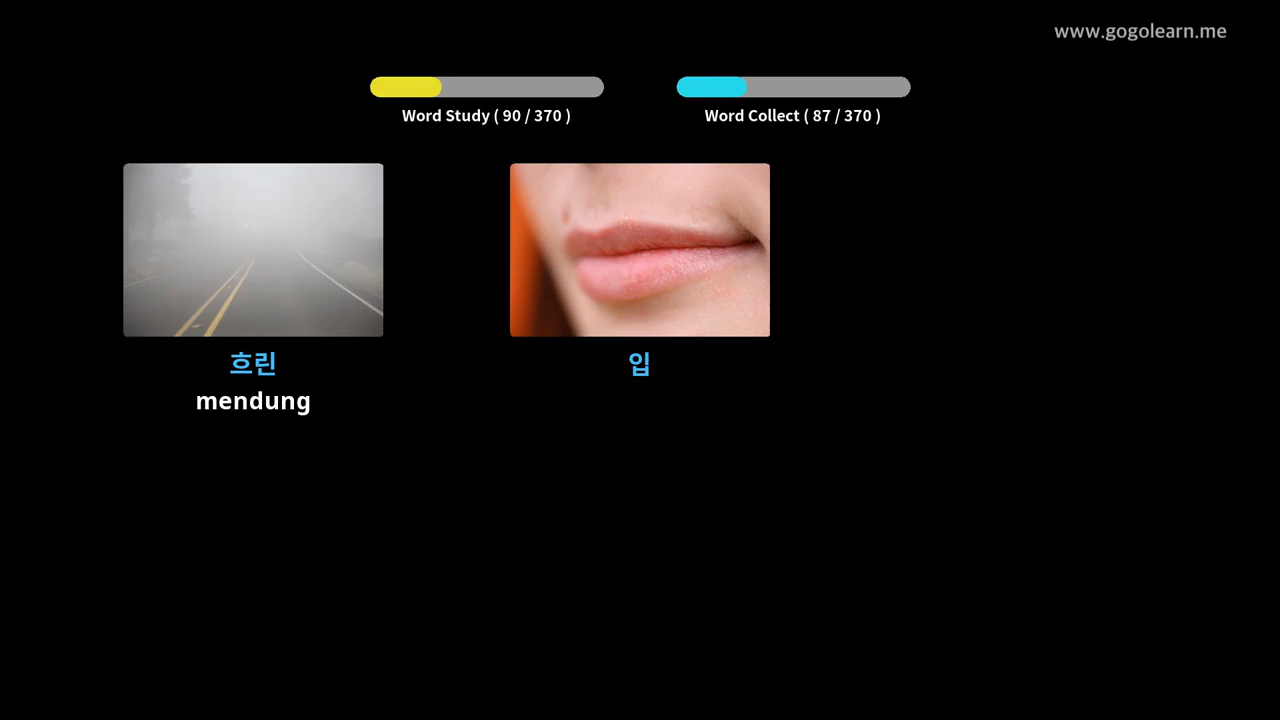 www.gogolearn.me
Word Study ( 90 / 370 )
Word Collect ( 87 / 370 )
흐린
mendung
입